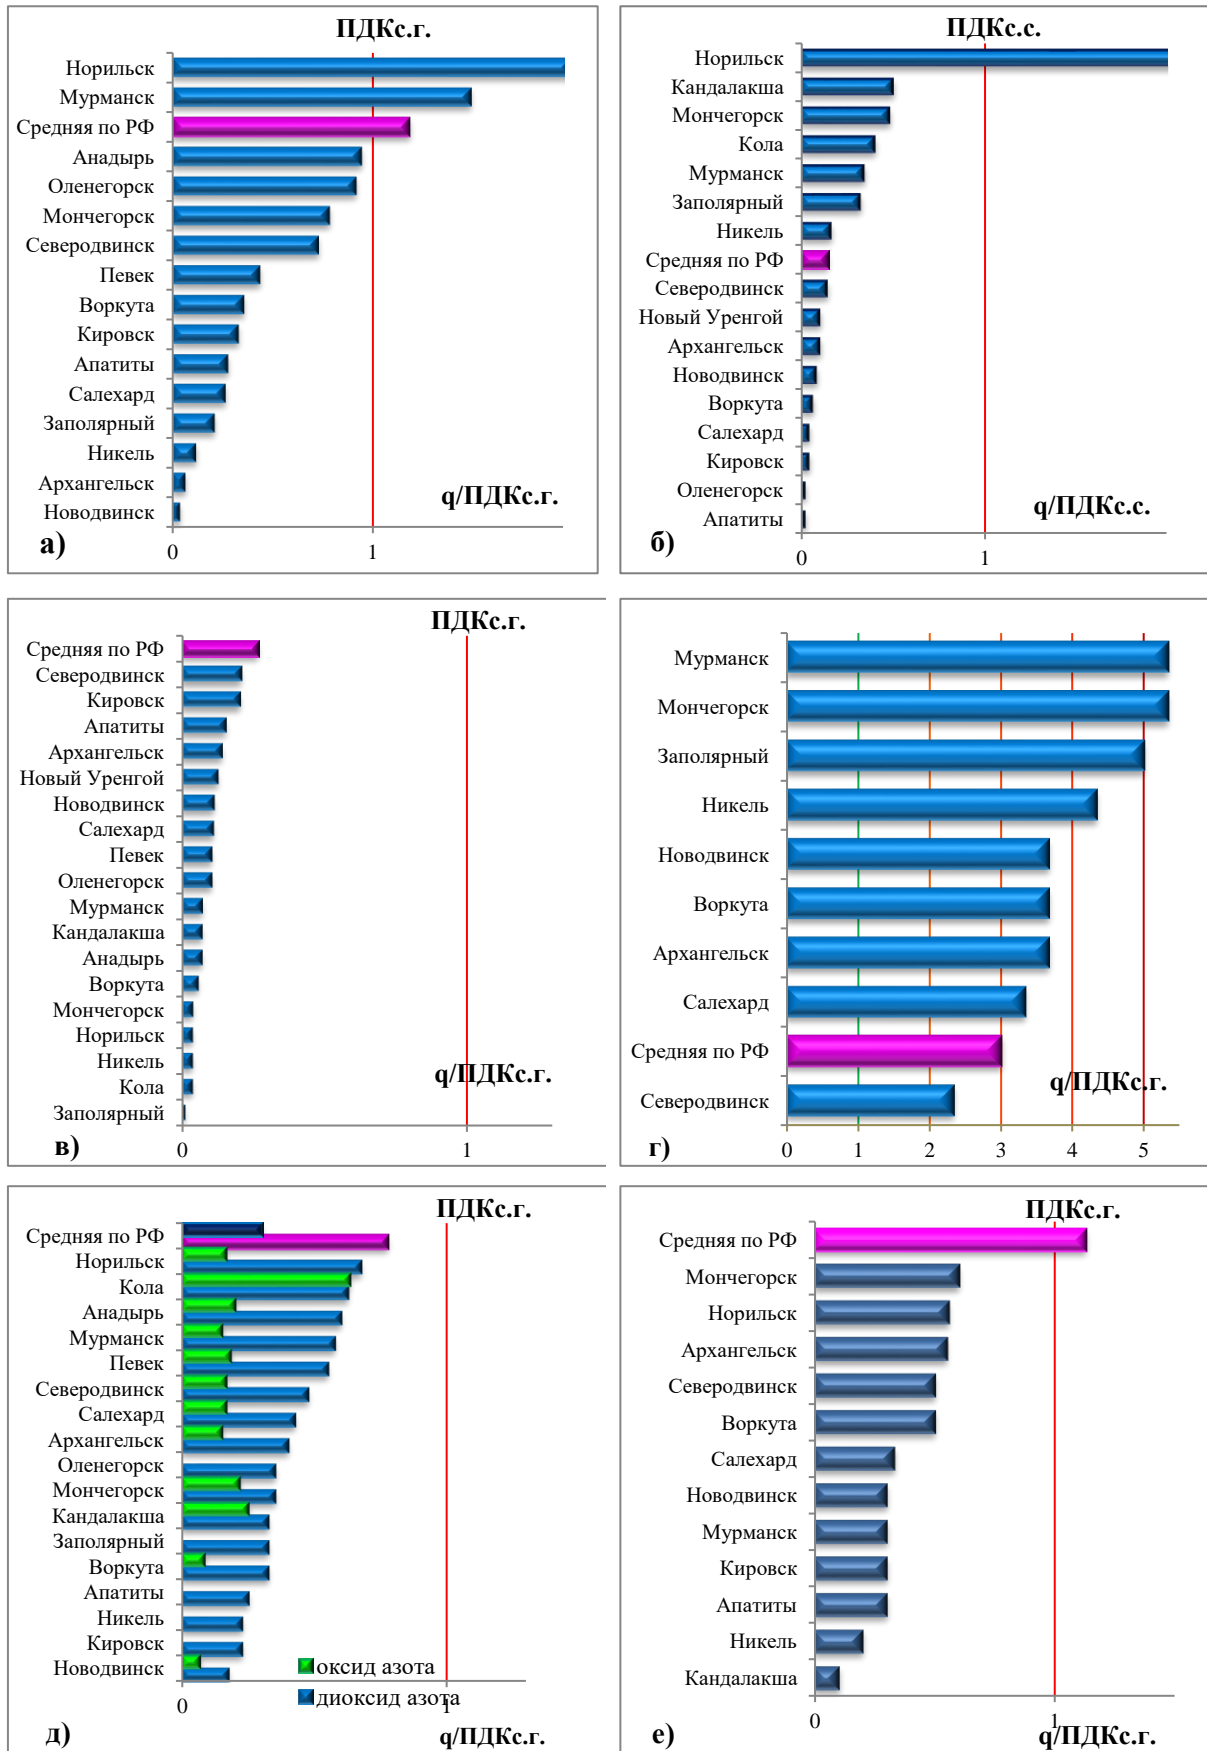 ПДКс.г.
Норильск
Мурманск
Средняя по РФ
Анадырь
Оленегорск
Мончегорск
Северодвинск
Певек
Воркута
Кировск
Апатиты
Салехард
Заполярный
Никель
Архангельск
Новодвинск
q/ПДКс.г.
а)
0 1
ПДКс.с.
Норильск
Кандалакша
Мончегорск
Кола
Мурманск
Заполярный
Никель
Средняя по РФ
Северодвинск
Новый Уренгой
Архангельск
Новодвинск
Воркута
Салехард
Кировск
Оленегорск
Апатиты
q/ПДКс.с.
б)
0 1
ПДКс.г.
Средняя по РФ
Северодвинск
Кировск
Апатиты
Архангельск
Новый Уренгой
Новодвинск
Салехард
Певек
Оленегорск
Мурманск
Кандалакша
Анадырь
Воркута
Мончегорск
Норильск
Никель
Кола
Заполярный
q/ПДКс.г.
в)
0 1
Мурманск
Мончегорск
Заполярный
Никель
Новодвинск
Воркута
Архангельск
Салехард
Средняя по РФ
Северодвинск
q/ПДКс.г.
г)
0 1 2 3 4 5
ПДКс.г.
Средняя по РФ
Норильск
Кола
Анадырь
Мурманск
Певек
Северодвинск
Салехард
Архангельск
Оленегорск
Мончегорск
Кандалакша
Заполярный
Воркута
Апатиты
Никель
Кировск
Новодвинск
оксид азота
диоксид азота
0 1
д)
q/ПДКс.г.
ПДКс.г.
Средняя по РФ
Мончегорск
Норильск
Архангельск
Северодвинск
Воркута
Салехард
Новодвинск
Мурманск
Кировск
Апатиты
Никель
Кандалакша
0 1
е)
q/ПДКс.г.